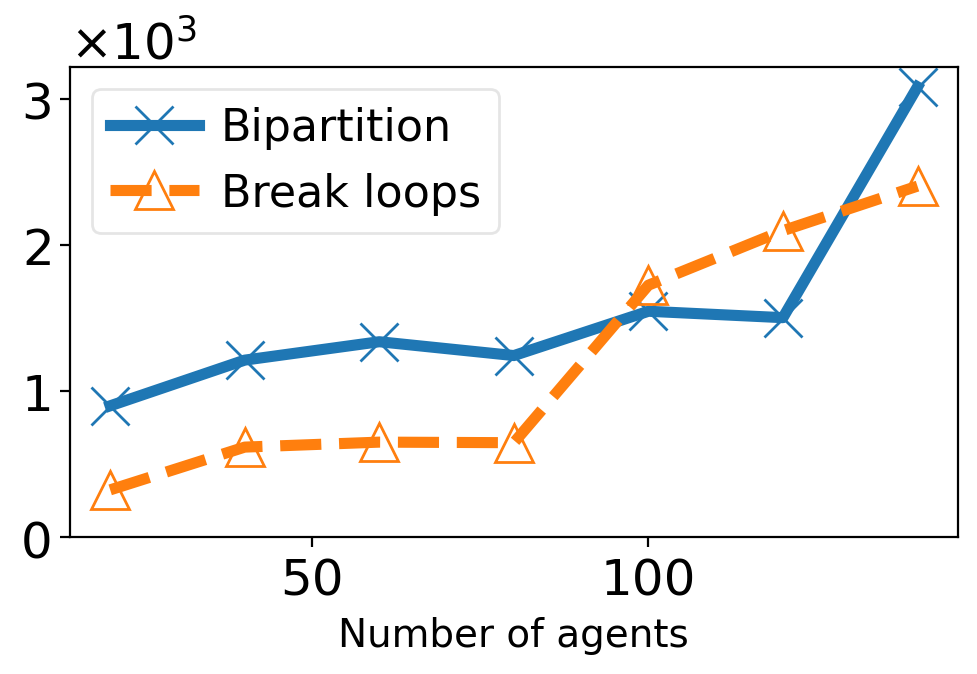 ×10³
3
2
1
0
Bipartition
Break loops
50 100
Number of agents